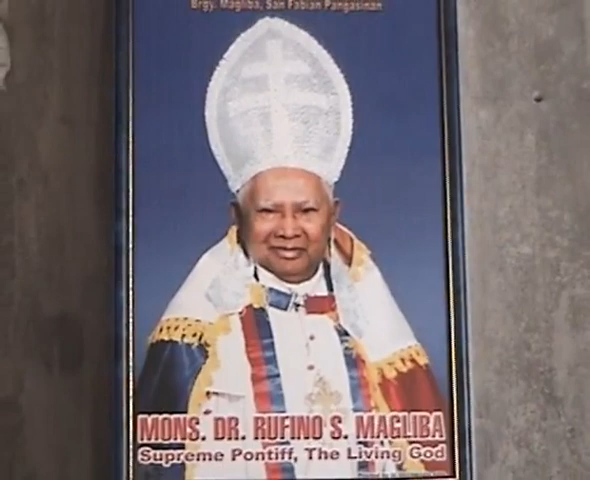 Brgy. Magliba, San Fabian Pangasinan
MONS. DR. RUFINO S. MAGLIBA
Supreme Pontiff, The Living God